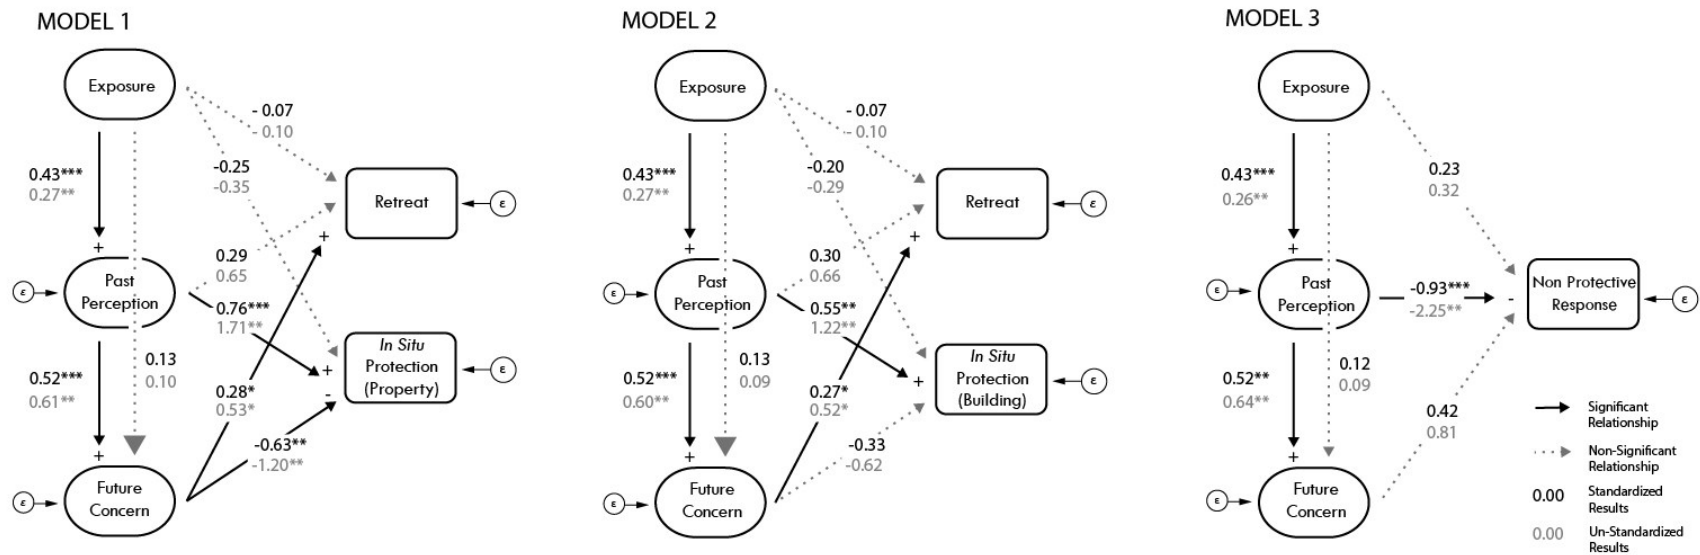 MODEL 1
Exposure
- 0.07
- 0.10
-0.25
-0.35
0.43***
0.27**
Retreat
ε
+
+
0.29
0.65
Past
Perception
ε
0.76***
1.71**
In Situ
Protection
(Property)
ε
+
-
0.13
0.10
0.52***
0.61**
0.28*
0.53*
-0.63**
-1.20**
+
Future
Concern
ε
MODEL 2
Exposure
- 0.07
- 0.10
-0.20
-0.29
0.43***
0.27**
Retreat
ε
+
+
0.30
0.66
Past
Perception
ε
0.55**
1.22**
In Situ
Protection
(Building)
ε
+
0.13
0.09
0.52***
0.60**
0.27*
0.52*
-0.33
-0.62
+
Future
Concern
ε
MODEL 3
Exposure
0.23
0.32
0.43***
0.26**
+
Past
Perception
ε
-0.93***
-2.25**
-
Non Protective
Response
ε
0.12
0.09
0.52**
0.64**
0.42
0.81
+
Future
Concern
ε
Significant
Relationship
Non-Significant
Relationship
0.00
Standardized
Results
0.00
Un-Standardized
Results